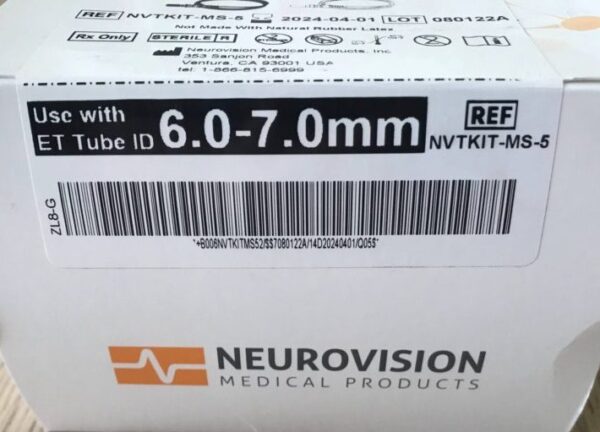 REF NVTKIT-MS-5 2024-04-01 LOT 080122A
Not Made With Natural Rubber Latex
Rx Only STERILE R
Neurovision Medical Products, Inc.
353 Sanjon Road
Ventura, CA 93001 USA
tel: 1-866-815-6999
Use with
ET Tube ID 6.0-7.0mm
REF
NVTKIT-MS-5
ZL8-G
*+B006NVTKITMS52/$$7080122A/14D20240401/Q05$*
NEUROVISION
MEDICAL PRODUCTS